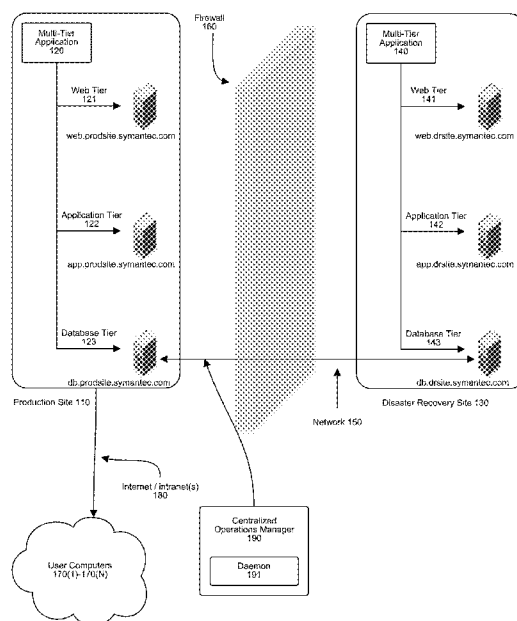 Multi-Tier
Application
120
Web Tier
121
web.prodsite.symantec.com
Application Tier
122
app.prodsite.symantec.com
Database Tier
123
db.prodsite.symantec.com
Production Site 110
Firewall
160
Multi-Tier
Application
140
Web Tier
141
web.drsite.symantec.com
Application Tier
142
app.drsite.symantec.com
Database Tier
143
db.drsite.symantec.com
Disaster Recovery Site 130
Network 150
Internet / intranet(s)
180
User Computers
170(1)-170(N)
Centralized
Operations Manager
190
Daemon
191